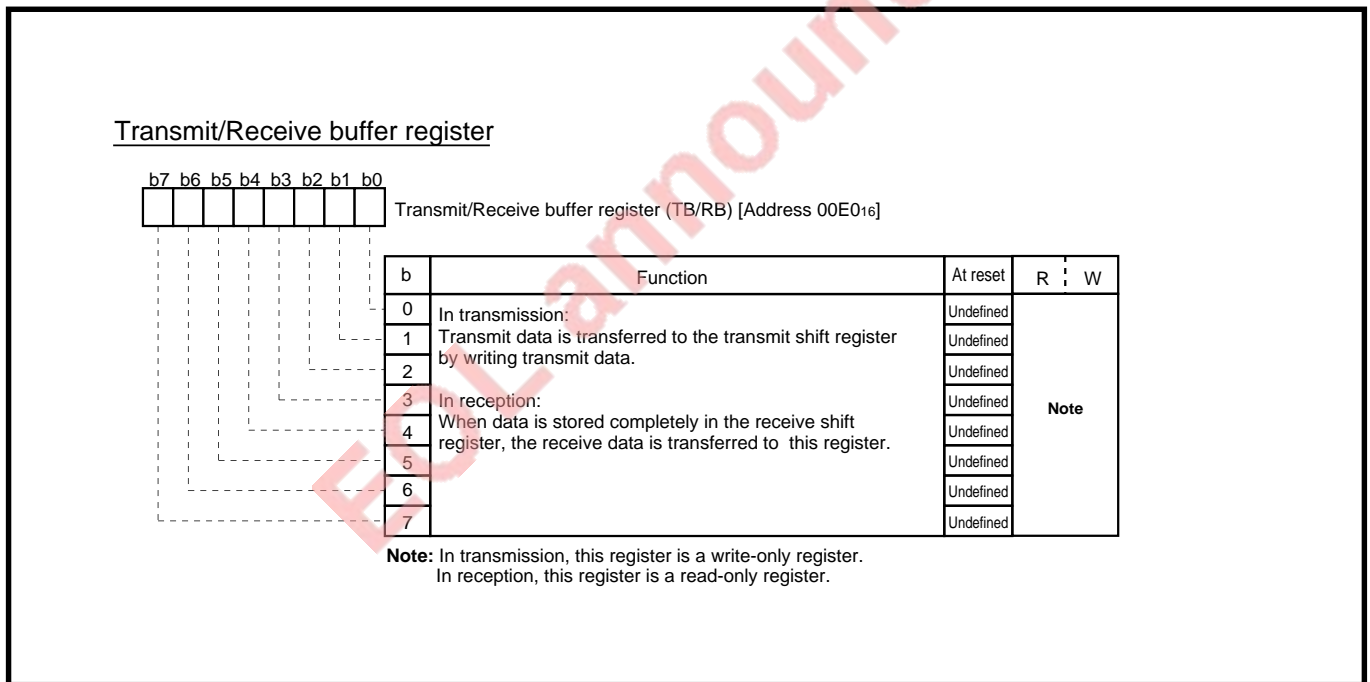 Transmit/Receive buffer register
b7 b6 b5 b4 b3 b2 b1 b0
Transmit/Receive buffer register (TB/RB) [Address 00E0₁₆]
b Function At reset R W
0 In transmission: Undefined
1 Transmit data is transferred to the transmit shift register Undefined
by writing transmit data.
2 Undefined
3 In reception: Undefined
Note
4 When data is stored completely in the receive shift Undefined
register, the receive data is transferred to this register.
5 Undefined
6 Undefined
7 Undefined
Note: In transmission, this register is a write-only register.
In reception, this register is a read-only register.
EOL announ